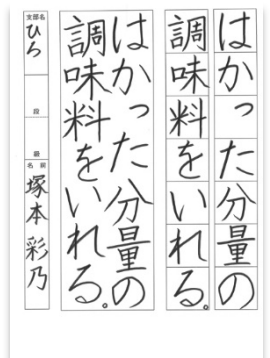 はかった分量の
調味料をいれる。
はかった分量の
調味料をいれる。
支部名
ひろ
段
級
名前
塚本彩乃